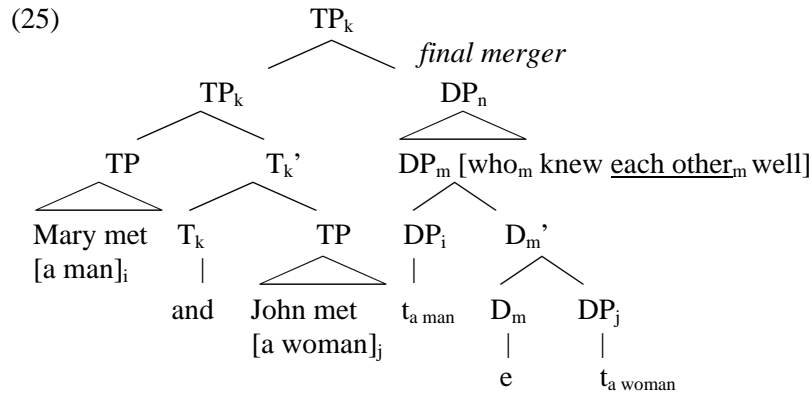 (25) TPk
final merger
TPk DPn
TP Tk’ DPm [whom knew each otherm well]
Mary met Tk TP DPi Dm’
[a man]i
and John met ta man Dm DPj
[a woman]j
e ta woman